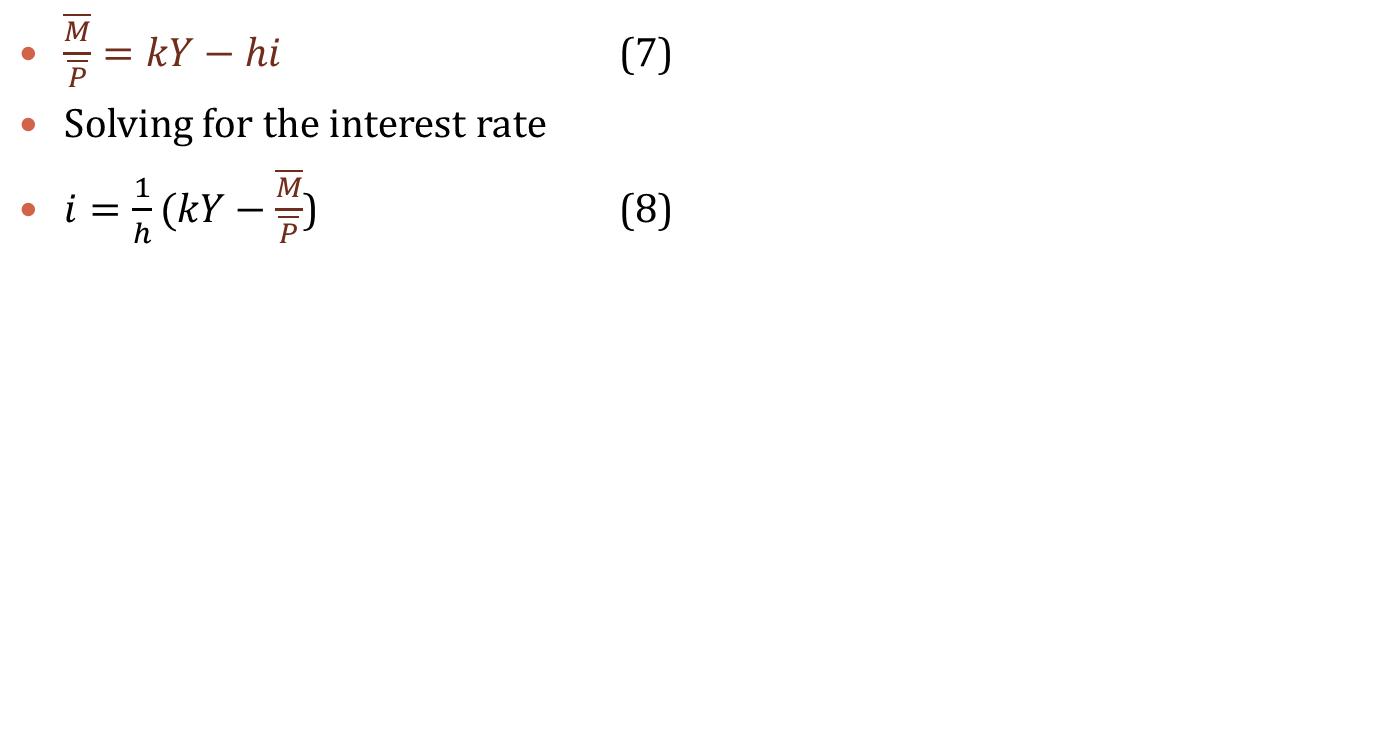 • M̅/P̅ = kY − hi (7)
• Solving for the interest rate
• i = 1/h (kY − M̅/P̅) (8)